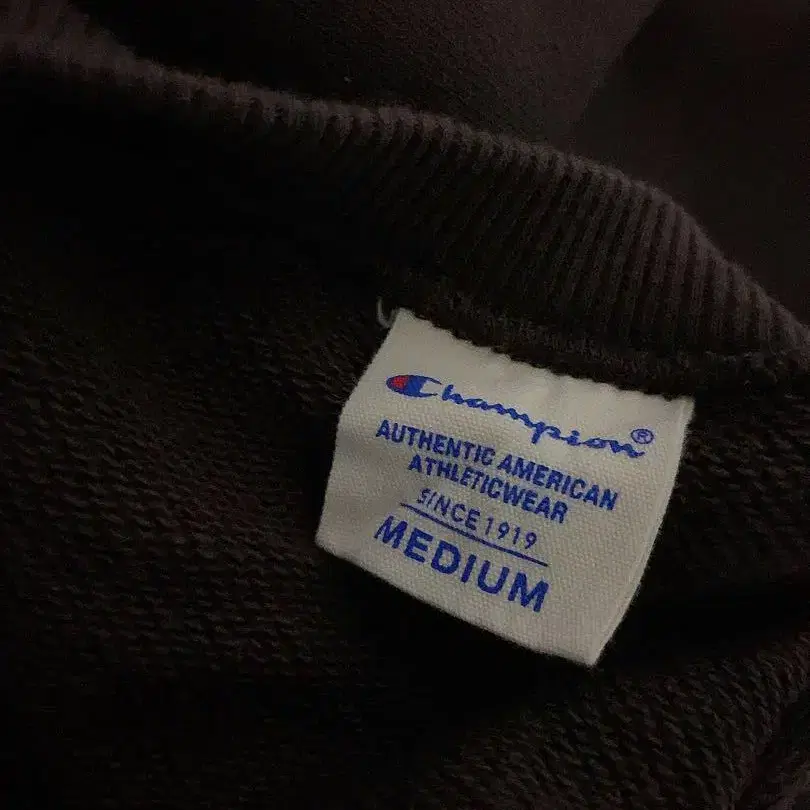 Champion®
AUTHENTIC AMERICAN
ATHLETICWEAR
SINCE 1919
MEDIUM